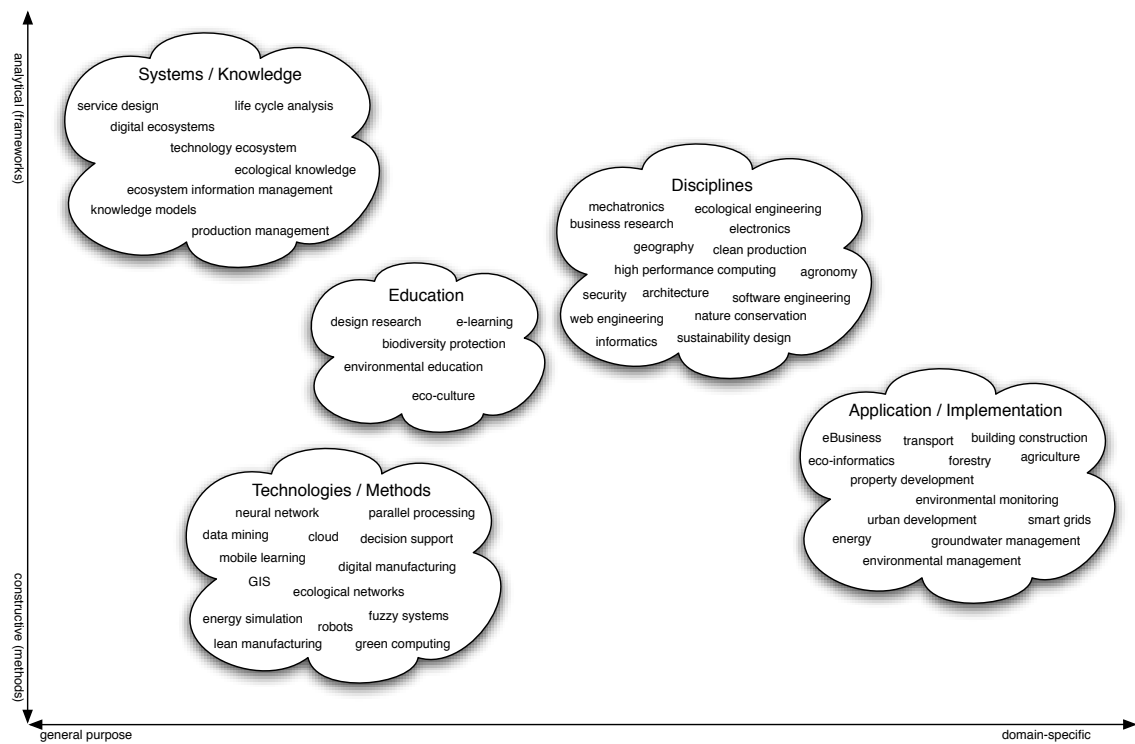 analytical (frameworks)
Systems / Knowledge
service design
life cycle analysis
digital ecosystems
technology ecosystem
ecological knowledge
ecosystem information management
knowledge models
production management
Disciplines
mechatronics
ecological engineering
business research
electronics
geography
clean production
high performance computing
agronomy
security
architecture
software engineering
web engineering
nature conservation
informatics
sustainability design
Education
design research
e-learning
biodiversity protection
environmental education
eco-culture
Application / Implementation
eBusiness
transport
building construction
eco-informatics
forestry
agriculture
property development
environmental monitoring
urban development
smart grids
energy
groundwater management
environmental management
Technologies / Methods
neural network
parallel processing
data mining
cloud
decision support
mobile learning
digital manufacturing
GIS
ecological networks
energy simulation
robots
fuzzy systems
lean manufacturing
green computing
constructive (methods)
general purpose
domain-specific